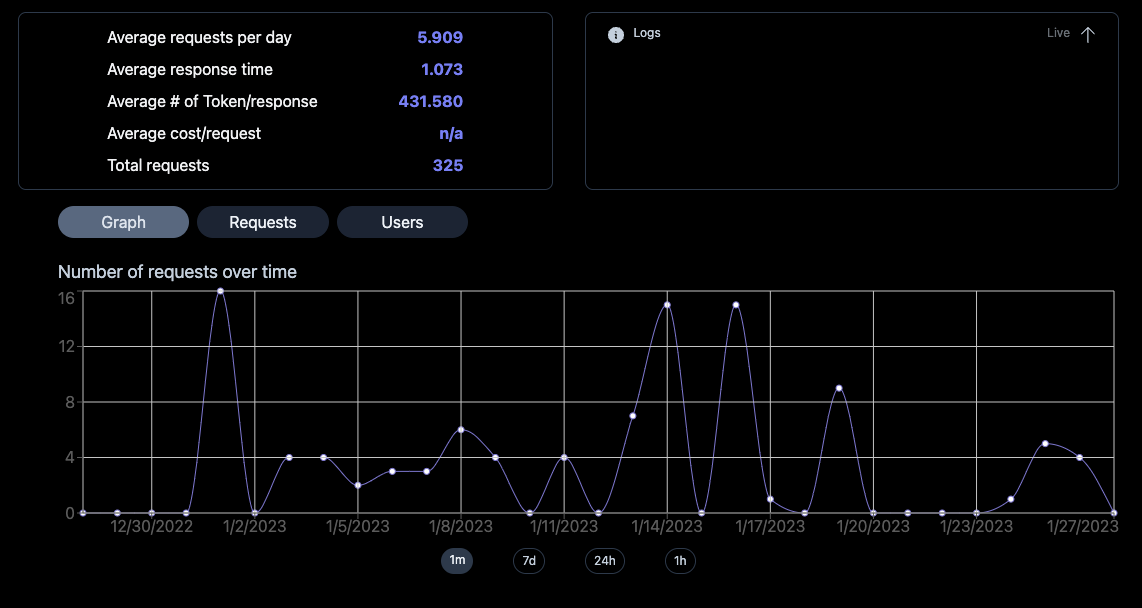 Average requests per day 5.909
Average response time 1.073
Average # of Token/response 431.580
Average cost/request n/a
Total requests 325
Logs
Live
Graph Requests Users
Number of requests over time
16
12
8
4
0
12/30/2022 1/2/2023 1/5/2023 1/8/2023 1/11/2023 1/14/2023 1/17/2023 1/20/2023 1/23/2023 1/27/2023
1m 7d 24h 1h